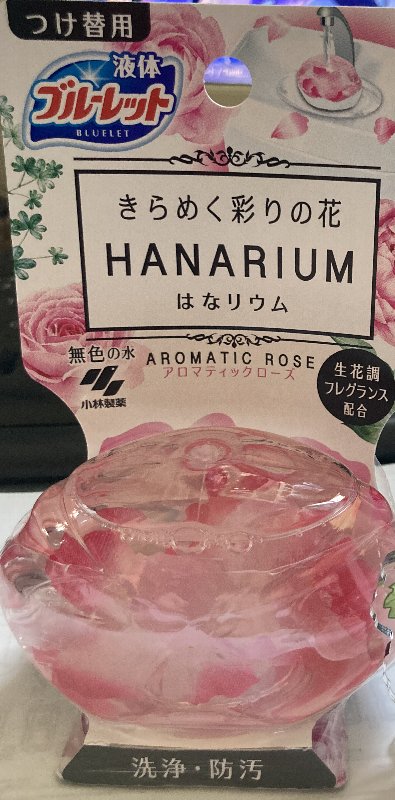 つけ替用
液体
ブルーレット
BLUELET
きらめく彩りの花
HANARIUM
はなリウム
無色の水
AROMATIC ROSE
アロマティックローズ
小林製薬
生花調
フレグランス
配合
洗浄・防汚